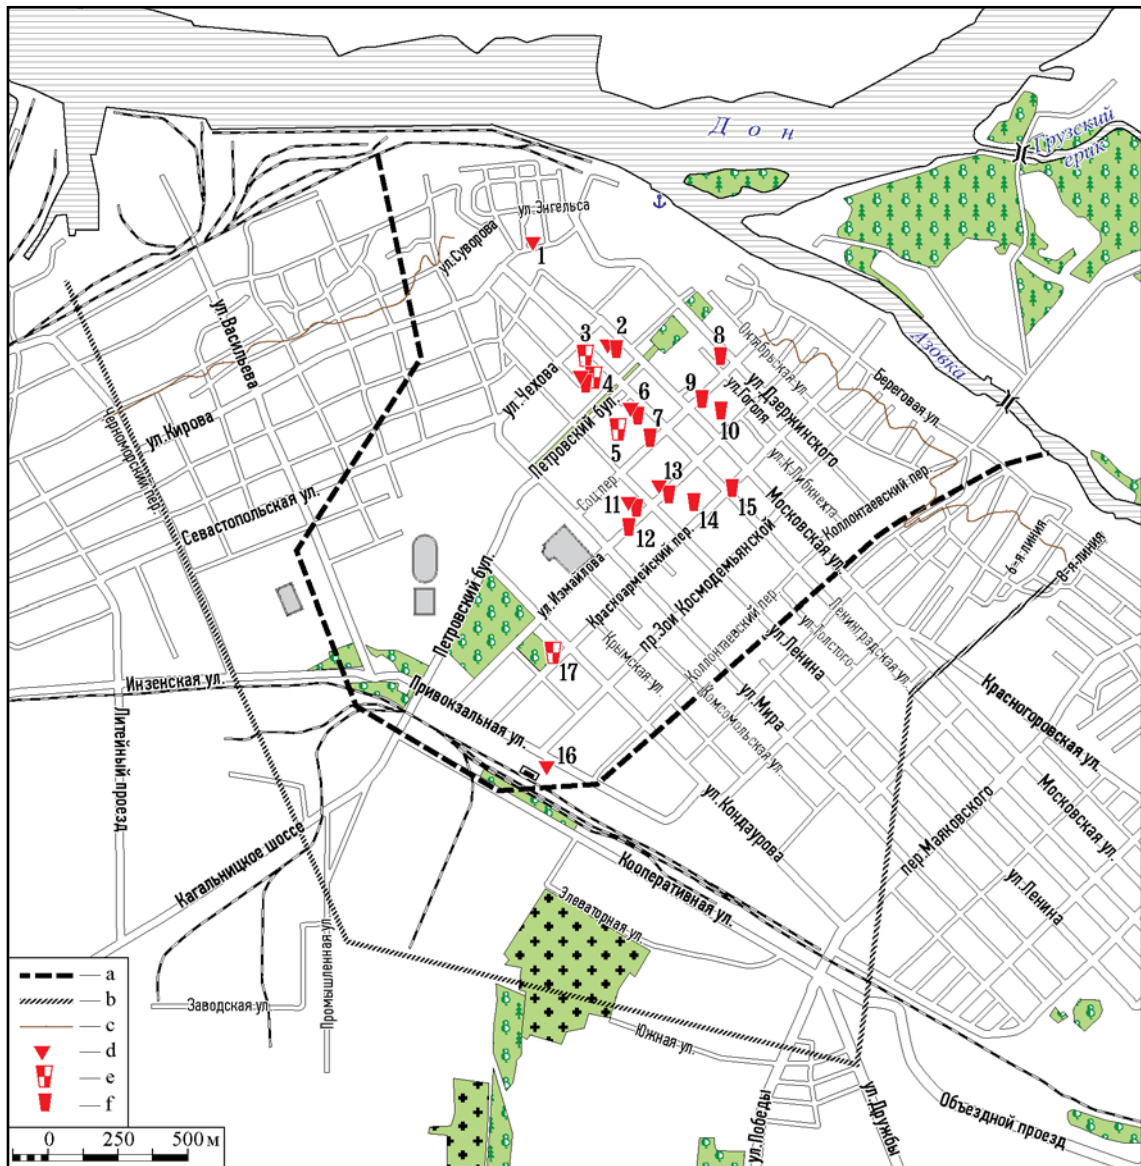 Дон
Грузский
ерик
ул.Энгельса
ул.Суворова
1
Азовка
ул.Васильева
3
2
8
Октябрьская ул.
4
ул.Чехова
9
ул.Гоголя
ул.Дзержинского
Береговая ул.
Черноморский пер.
ул.Кирова
Петровский бул.
6
7
10
5
Соц.пер.
13
ул.К.Либкнехта
Коллонтаевский пер.
Севастопольская ул.
11
12
14
15
Московская ул.
6-я линия
8-я линия
ул.Измайлова
Красноармейский пер.
пр.Зои Космодемьянской
Петровский бул.
17
Крымская ул.
Коллонтаевский пер.
ул.Ленина
ул.Толстого
Ленинградская ул.
Инзенская ул.
Привокзальная ул.
Комсомольская ул.
ул.Мира
Красногоровская ул.
Литейный проезд
16
ул.Кондаурова
пер.Маяковского
Московская ул.
Кагальницкое шоссе
Кооперативная ул.
ул.Ленина
Элеваторная ул.
Промышленная ул.
Заводская ул.
Южная ул.
ул.Победы
ул.Дружбы
Объездной проезд
— a
— b
— c
— d
— e
— f
0 250 500 м